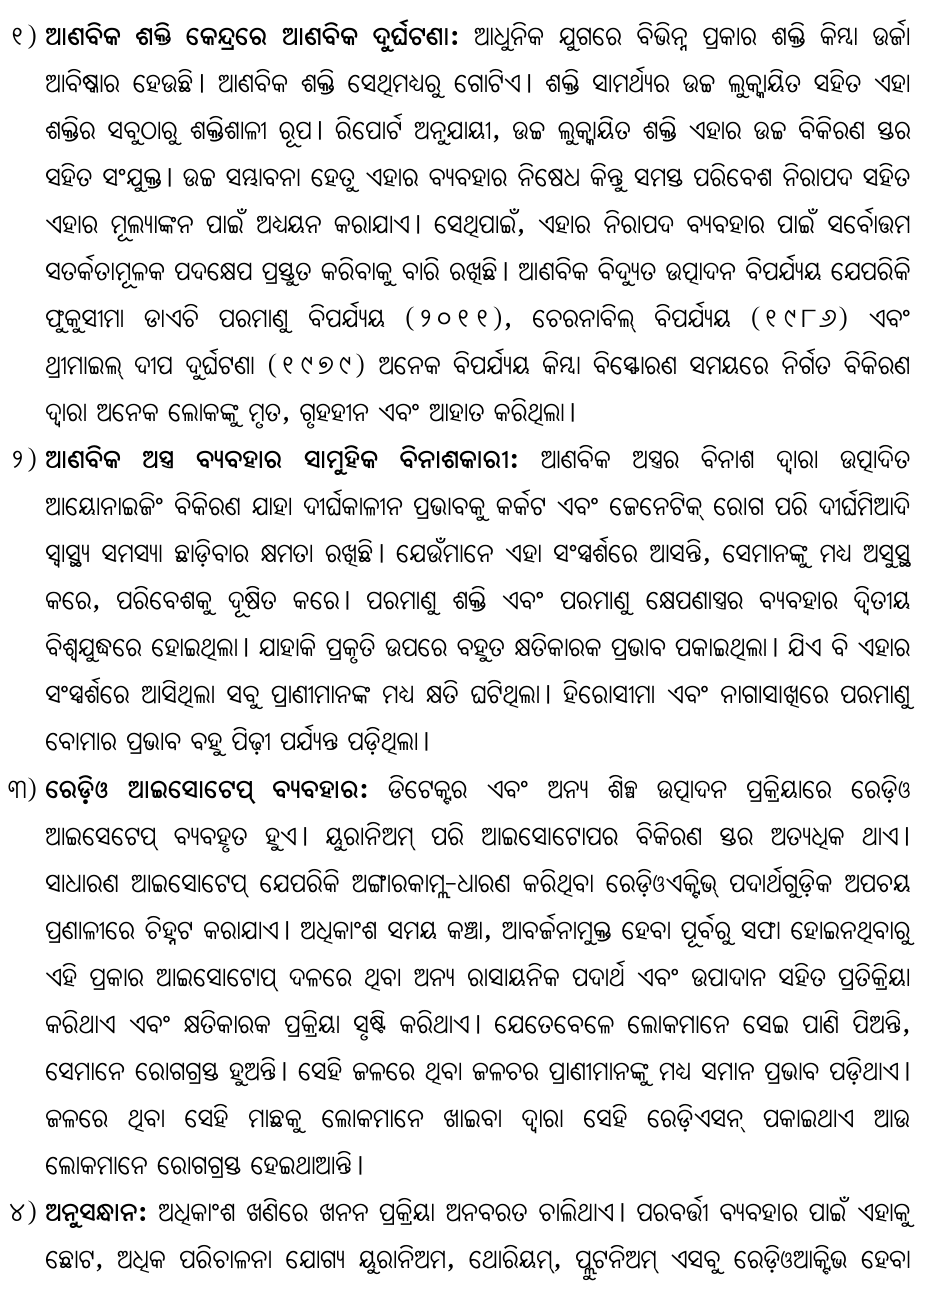 ୧) ଆଣବିକ ଶକ୍ତି କେନ୍ଦ୍ରରେ ଆଣବିକ ଦୁର୍ଘଟଣା: ଆଧୁନିକ ଯୁଗରେ ବିଭିନ୍ନ ପ୍ରକାର ଶକ୍ତି କିମ୍ବା ଉର୍ଜା
ଆବିଷ୍କାର ହେଉଛି। ଆଣବିକ ଶକ୍ତି ସେଥିମଧ୍ୟରୁ ଗୋଟିଏ। ଶକ୍ତି ସାମର୍ଥ୍ୟର ଉଚ୍ଚ ଲୁକ୍କାୟିତ ସହିତ ଏହା
ଶକ୍ତିର ସବୁଠାରୁ ଶକ୍ତିଶାଳୀ ରୂପ। ରିପୋର୍ଟ ଅନୁଯାୟୀ, ଉଚ୍ଚ ଲୁକ୍କାୟିତ ଶକ୍ତି ଏହାର ଉଚ୍ଚ ବିକିରଣ ସ୍ତର
ସହିତ ସଂଯୁକ୍ତ। ଉଚ୍ଚ ସମ୍ଭାବନା ହେତୁ ଏହାର ବ୍ୟବହାର ନିଷେଧ କିନ୍ତୁ ସମସ୍ତ ପରିବେଶ ନିରାପଦ ସହିତ
ଏହାର ମୂଲ୍ୟାଙ୍କନ ପାଇଁ ଅଧ୍ୟୟନ କରାଯାଏ। ସେଥିପାଇଁ, ଏହାର ନିରାପଦ ବ୍ୟବହାର ପାଇଁ ସର୍ବୋତ୍ତମ
ସତର୍କତାମୂଳକ ପଦକ୍ଷେପ ପ୍ରସ୍ତୁତ କରିବାକୁ ବାରି ରଖିଛି। ଆଣବିକ ବିଦ୍ୟୁତ ଉତ୍ପାଦନ ବିପର୍ଯ୍ୟୟ ଯେପରିକି
ଫୁକୁସୀମା ଡାଏଚି ପରମାଣୁ ବିପର୍ଯ୍ୟୟ (୨୦୧୧), ଚେରନାବିଲ୍ ବିପର୍ଯ୍ୟୟ (୧୯୮୬) ଏବଂ
ଥ୍ରୀମାଇଲ୍ ଦୀପ ଦୁର୍ଘଟଣା (୧୯୭୯) ଅନେକ ବିପର୍ଯ୍ୟୟ କିମ୍ବା ବିସ୍ଫୋରଣ ସମୟରେ ନିର୍ଗତ ବିକିରଣ
ଦ୍ୱାରା ଅନେକ ଲୋକଙ୍କୁ ମୃତ, ଗୃହହୀନ ଏବଂ ଆହାତ କରିଥିଲା।
୨) ଆଣବିକ ଅସ୍ତ୍ର ବ୍ୟବହାର ସାମୁହିକ ବିନାଶକାରୀ: ଆଣବିକ ଅସ୍ତ୍ରର ବିନାଶ ଦ୍ୱାରା ଉତ୍ପାଦିତ
ଆୟୋନାଇଜିଂ ବିକିରଣ ଯାହା ଦୀର୍ଘକାଳୀନ ପ୍ରଭାବକୁ କର୍କଟ ଏବଂ ଜେନେଟିକ୍ ରୋଗ ପରି ଦୀର୍ଘମିଆଦି
ସ୍ୱାସ୍ଥ୍ୟ ସମସ୍ୟା ଛାଡ଼ିବାର କ୍ଷମତା ରଖିଛି। ଯେଉଁମାନେ ଏହା ସଂସ୍ପର୍ଶରେ ଆସନ୍ତି, ସେମାନଙ୍କୁ ମଧ୍ୟ ଅସୁସ୍ଥ
କରେ, ପରିବେଶକୁ ଦୂଷିତ କରେ। ପରମାଣୁ ଶକ୍ତି ଏବଂ ପରମାଣୁ କ୍ଷେପଣାସ୍ତ୍ରର ବ୍ୟବହାର ଦ୍ୱିତୀୟ
ବିଶ୍ୱଯୁଦ୍ଧରେ ହୋଇଥିଲା। ଯାହାକି ପ୍ରକୃତି ଉପରେ ବହୁତ କ୍ଷତିକାରକ ପ୍ରଭାବ ପକାଇଥିଲା। ଯିଏ ବି ଏହାର
ସଂସ୍ପର୍ଶରେ ଆସିଥିଲା ସବୁ ପ୍ରାଣୀମାନଙ୍କ ମଧ୍ୟ କ୍ଷତି ଘଟିଥିଲା। ହିରୋସୀମା ଏବଂ ନାଗାସାଖିରେ ପରମାଣୁ
ବୋମାର ପ୍ରଭାବ ବହୁ ପିଢ଼ୀ ପର୍ଯ୍ୟନ୍ତ ପଡ଼ିଥିଲା।
୩) ରେଡ଼ିଓ ଆଇସୋଟେପ୍ ବ୍ୟବହାର: ଡିଟେକ୍ଟର ଏବଂ ଅନ୍ୟ ଶିଳ୍ପ ଉତ୍ପାଦନ ପ୍ରକ୍ରିୟାରେ ରେଡ଼ିଓ
ଆଇସେଟେପ୍ ବ୍ୟବହୃତ ହୁଏ। ୟୁରାନିଅମ୍ ପରି ଆଇସୋଟୋପର ବିକିରଣ ସ୍ତର ଅତ୍ୟଧିକ ଥାଏ।
ସାଧାରଣ ଆଇସୋଟେପ୍ ଯେପରିକି ଅଙ୍ଗାରକାମ୍ଳ-ଧାରଣ କରିଥିବା ରେଡ଼ିଓଏକ୍ଟିଭ୍ ପଦାର୍ଥଗୁଡ଼ିକ ଅପଚୟ
ପ୍ରଣାଳୀରେ ଚିହ୍ନଟ କରାଯାଏ। ଅଧିକାଂଶ ସମୟ କଞ୍ଚା, ଆବର୍ଜନାମୁକ୍ତ ହେବା ପୂର୍ବରୁ ସଫା ହୋଇନଥିବାରୁ
ଏହି ପ୍ରକାର ଆଇସୋଟୋପ୍ ଦଳରେ ଥିବା ଅନ୍ୟ ରାସାୟନିକ ପଦାର୍ଥ ଏବଂ ଉପାଦାନ ସହିତ ପ୍ରତିକ୍ରିୟା
କରିଥାଏ ଏବଂ କ୍ଷତିକାରକ ପ୍ରକ୍ରିୟା ସୃଷ୍ଟି କରିଥାଏ। ଯେତେବେଳେ ଲୋକମାନେ ସେଇ ପାଣି ପିଅନ୍ତି,
ସେମାନେ ରୋଗଗ୍ରସ୍ତ ହୁଅନ୍ତି। ସେହି ଜଳରେ ଥିବା ଜଳଚର ପ୍ରାଣୀମାନଙ୍କୁ ମଧ୍ୟ ସମାନ ପ୍ରଭାବ ପଡ଼ିଥାଏ।
ଜଳରେ ଥିବା ସେହି ମାଛକୁ ଲୋକମାନେ ଖାଇବା ଦ୍ୱାରା ସେହି ରେଡ଼ିଏସନ୍ ପକାଇଥାଏ ଆଉ
ଲୋକମାନେ ରୋଗଗ୍ରସ୍ତ ହେଇଥାଆନ୍ତି।
୪) ଅନୁସନ୍ଧାନ: ଅଧିକାଂଶ ଖଣିରେ ଖନନ ପ୍ରକ୍ରିୟା ଅନବରତ ଚାଲିଥାଏ। ପରବର୍ତ୍ତୀ ବ୍ୟବହାର ପାଇଁ ଏହାକୁ
ଛୋଟ, ଅଧିକ ପରିଚାଳନା ଯୋଗ୍ୟ ୟୁରାନିଅମ, ଥୋରିୟମ୍, ପ୍ଲୁଟନିଅମ୍ ଏସବୁ ରେଡ଼ିଓଆକ୍ଟିଭ ହେବା